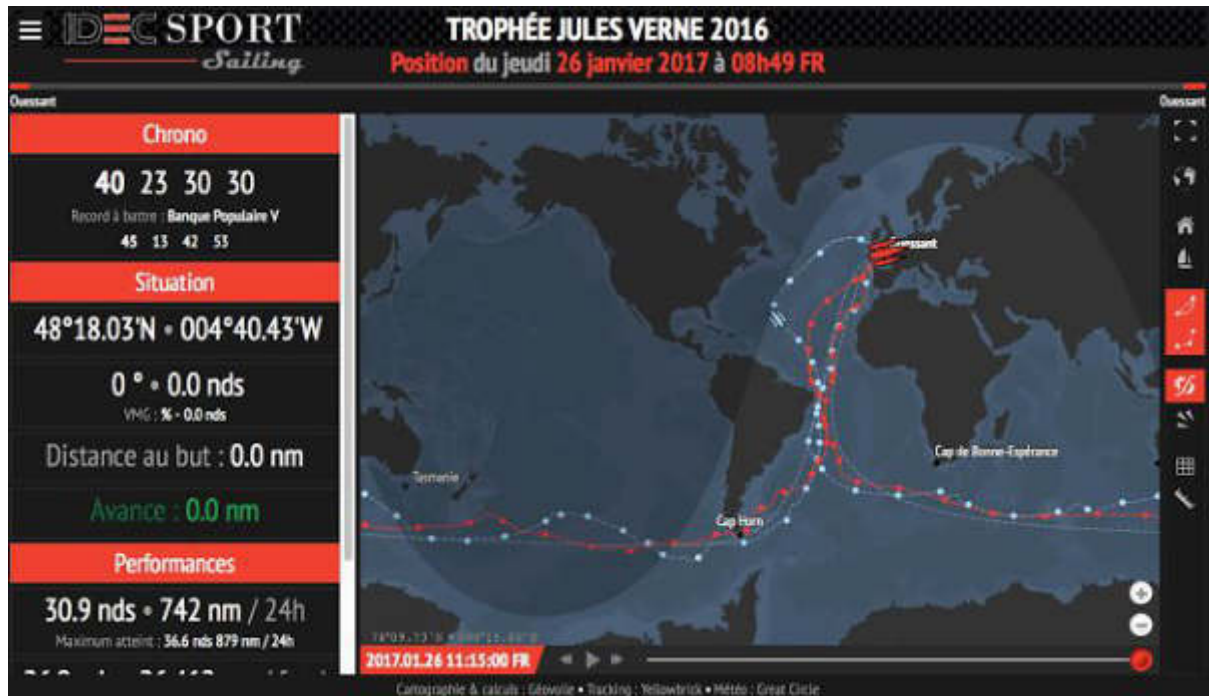 IDEC SPORT
Sailing
TROPHÉE JULES VERNE 2016
Position du jeudi 26 janvier 2017 à 08h49 FR
Ouessant
Ouessant
Chrono
40 23 30 30
Record à battre : Banque Populaire V
45 13 42 53
Situation
48°18.03'N • 004°40.43'W
0 ° • 0.0 nds
VMG : % - 0.0 nds
Distance au but : 0.0 nm
Avance : 0.0 nm
Performances
30.9 nds • 742 nm / 24h
Maximum atteint : 36.6 nds 879 nm / 24h
Tasmanie
Cap Horn
Cap de Bonne-Espérance
2017.01.26 11:15:00 FR
Cartographie & calculs : Géovoile • Tracking : Yellowbrick • Météo : Great Circle